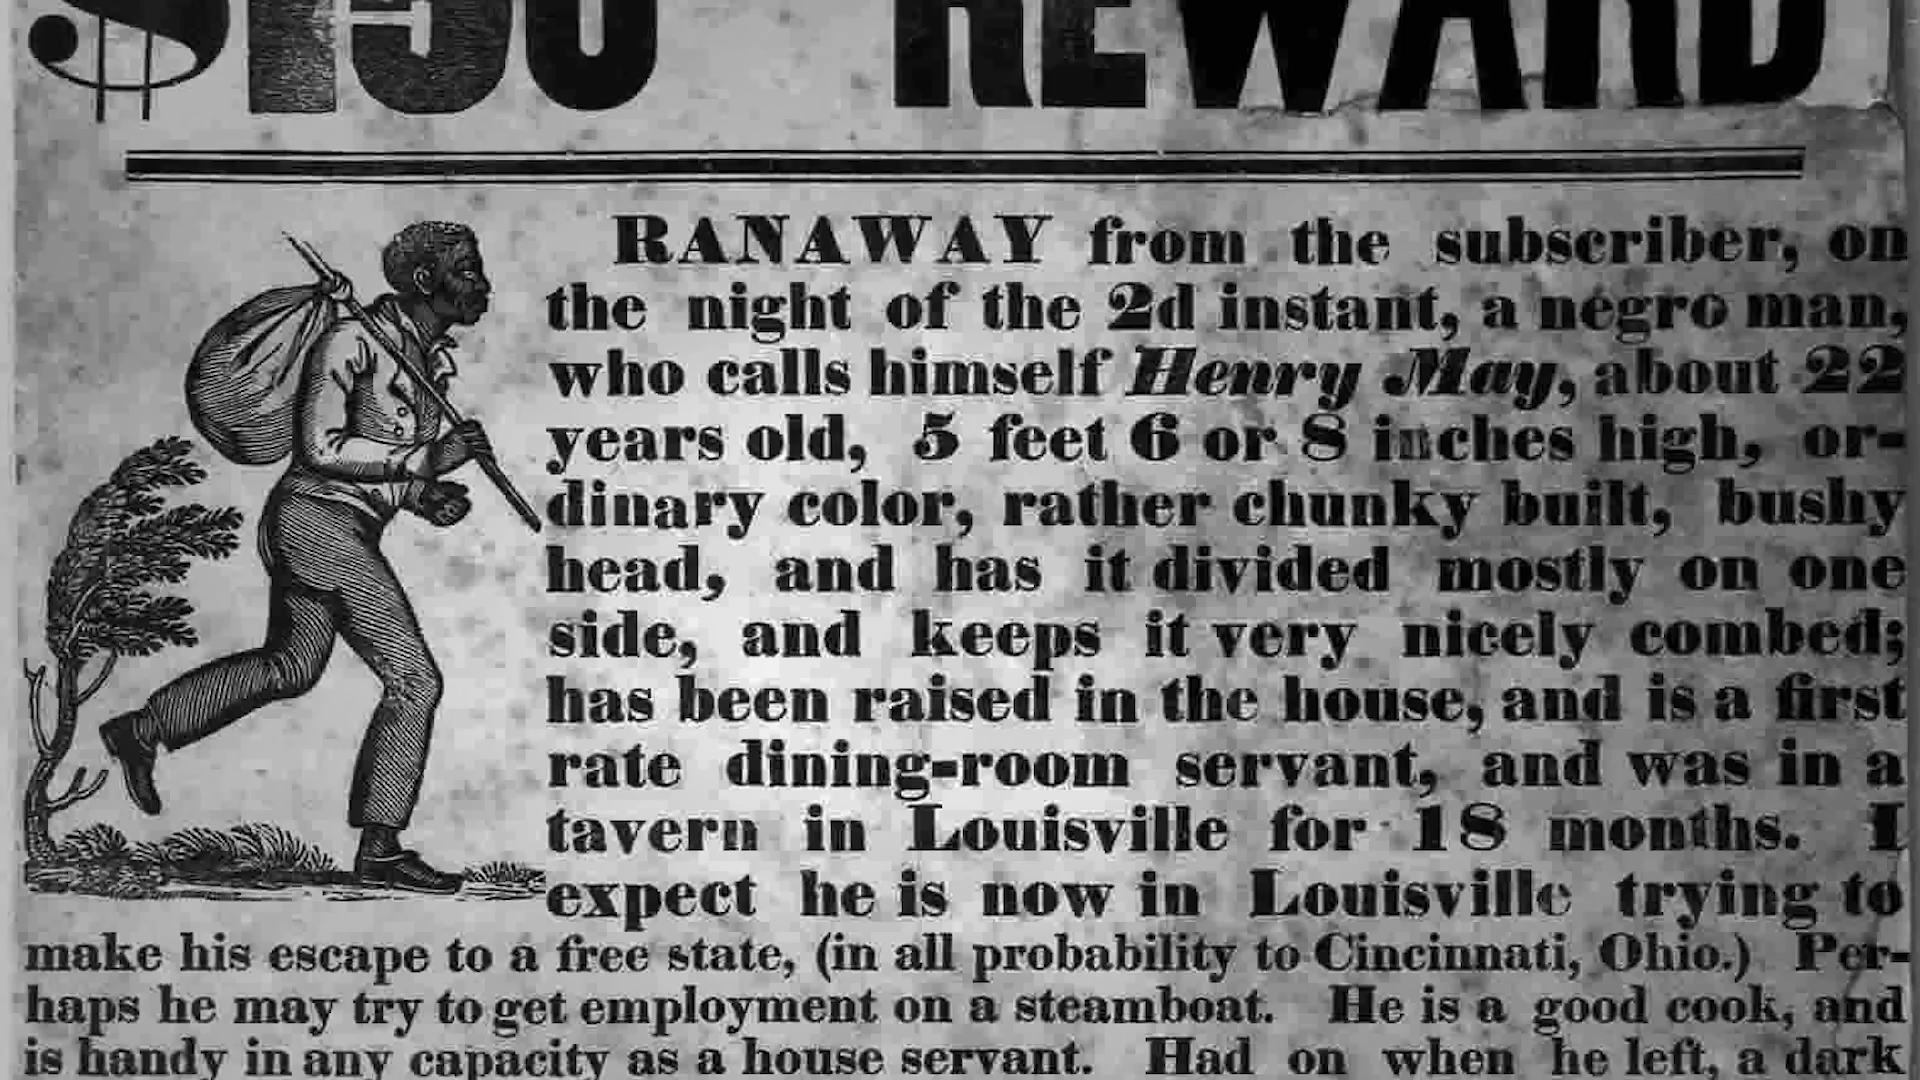 $150 REWARD
RANAWAY from the subscriber, on
the night of the 2d instant, a negro man,
who calls himself Henry May, about 22
years old, 5 feet 6 or 8 inches high, or-
dinary color, rather chunky built, bushy
head, and has it divided mostly on one
side, and keeps it very nicely combed;
has been raised in the house, and is a first
rate dining-room servant, and was in a
tavern in Louisville for 18 months. I
expect he is now in Louisville trying to
make his escape to a free state, (in all probability to Cincinnati, Ohio.) Per-
haps he may try to get employment on a steamboat. He is a good cook, and
is handy in any capacity as a house servant. Had on when he left, a dark